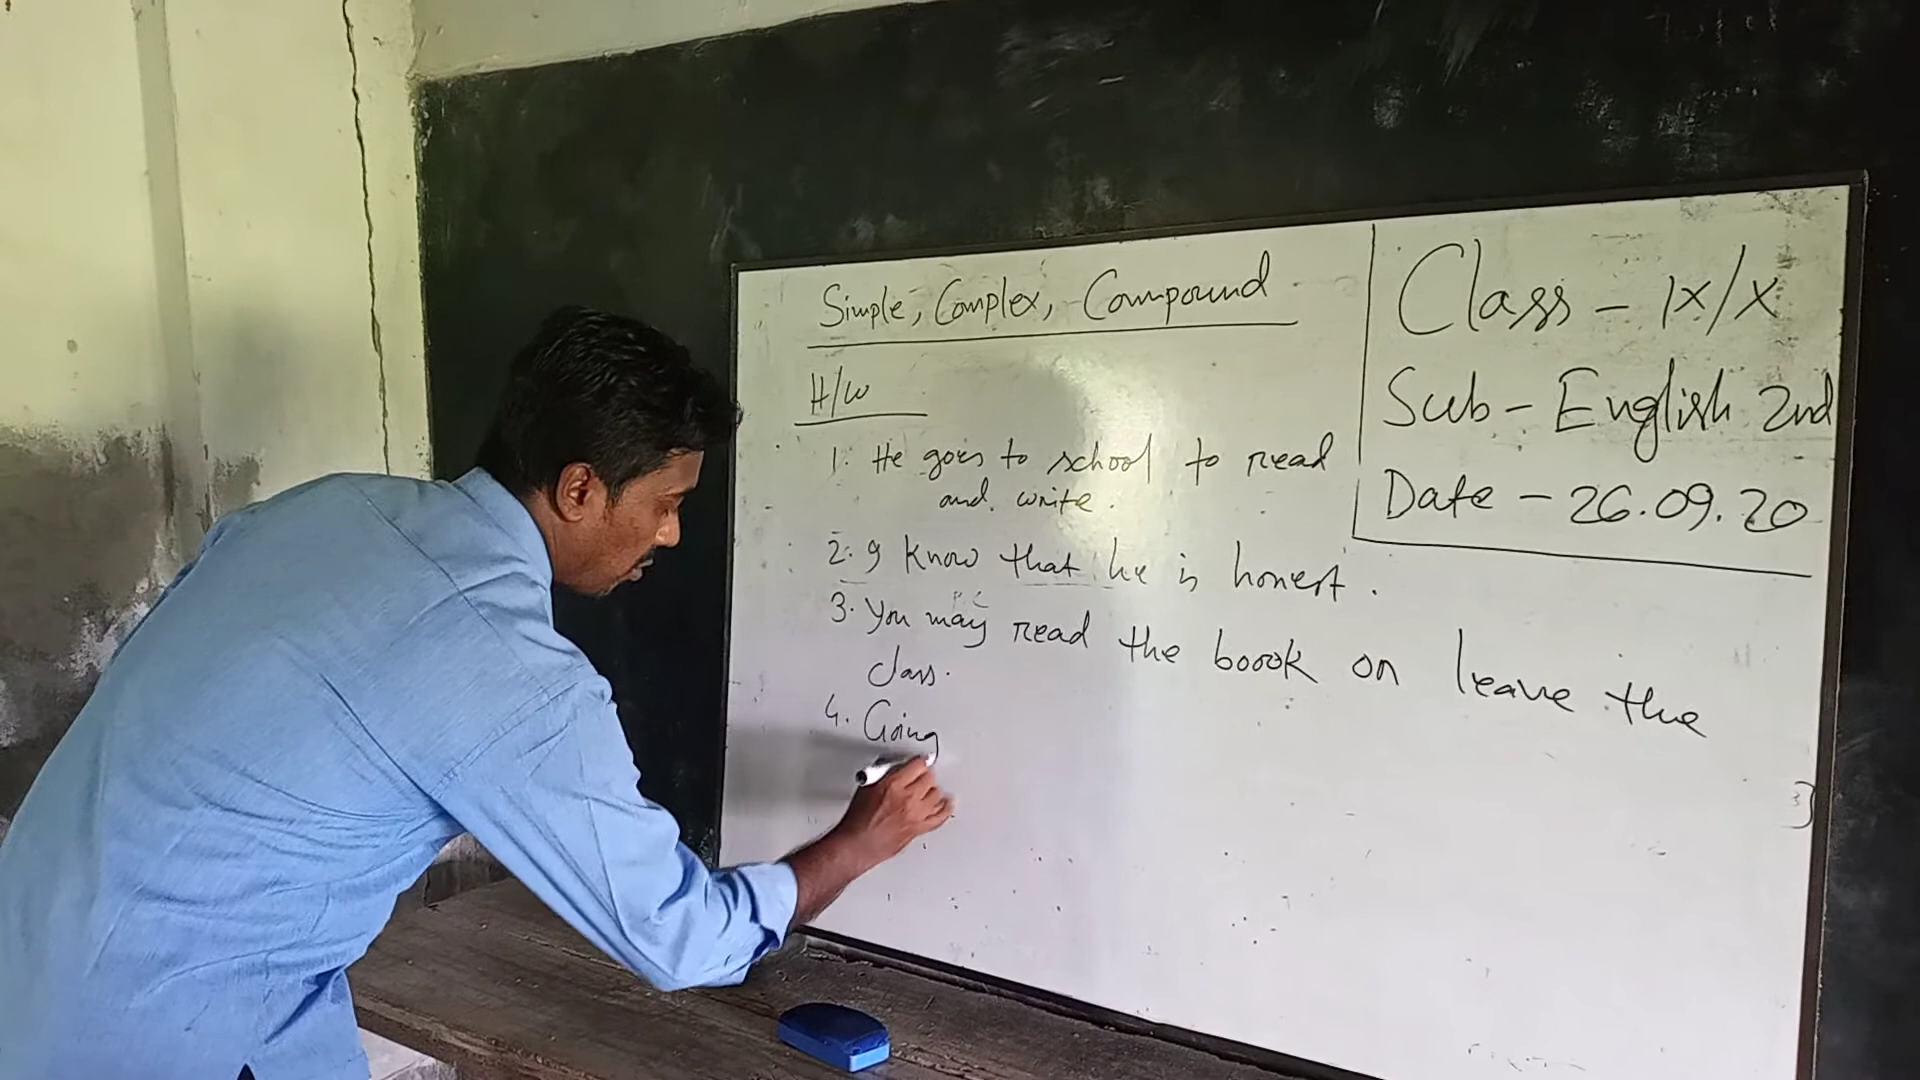 Simple, Complex, Compound
H/W
1. He goes to school to read
and write.
2. I know that he is honest.
3. You may read the boook or leave the
class.
4. Going
Class - IX/X
Sub - English 2nd
Date - 26.09.20